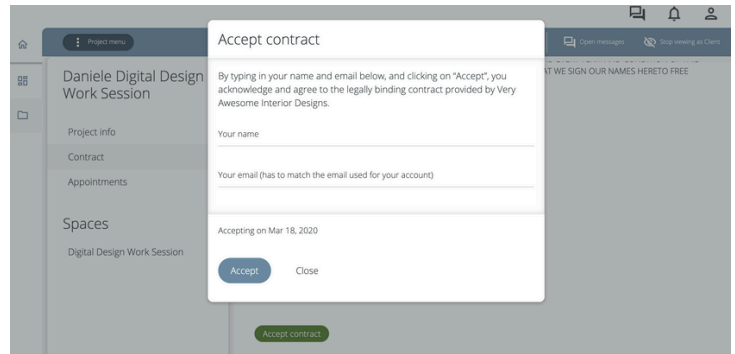 Project menu
Open messages
Stop viewing as Client
Daniele Digital Design
Work Session
Project info
Contract
Appointments
Spaces
Digital Design Work Session
Accept contract
By typing in your name and email below, and clicking on "Accept", you
acknowledge and agree to the legally binding contract provided by Very
Awesome Interior Designs.
Your name
Your email (has to match the email used for your account)
Accepting on Mar 18, 2020
Accept
Close
AT WE SIGN OUR NAMES HERETO FREE
Accept contract